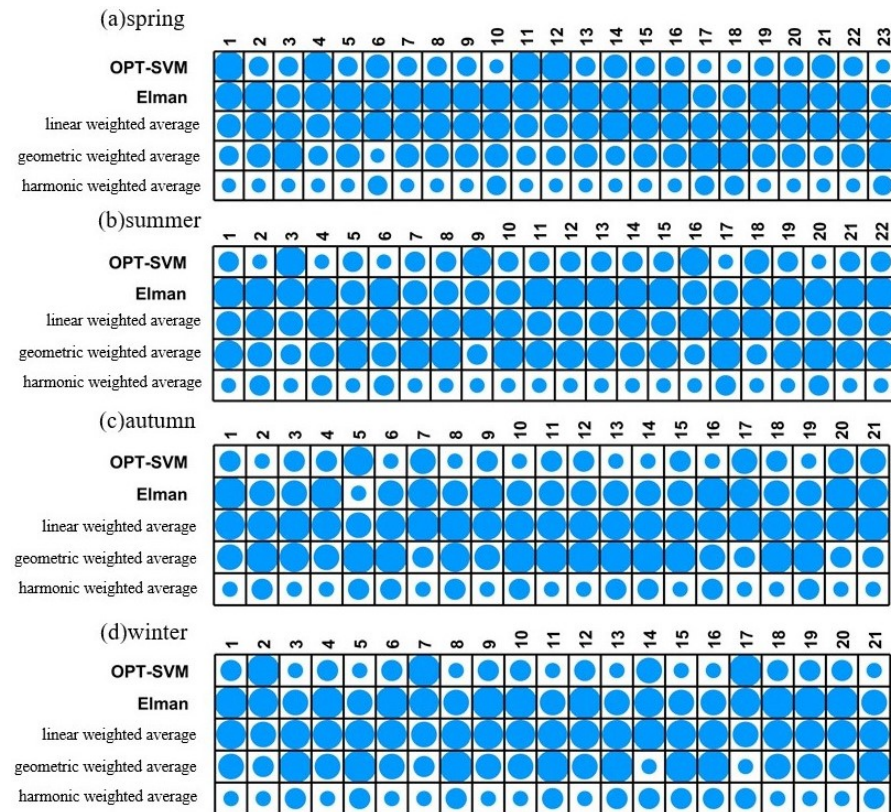 (a)spring
1 2 3 4 5 6 7 8 9 10 11 12 13 14 15 16 17 18 19 20 21 22 23
OPT-SVM
Elman
linear weighted average
geometric weighted average
harmonic weighted average
(b)summer
1 2 3 4 5 6 7 8 9 10 11 12 13 14 15 16 17 18 19 20 21 22
OPT-SVM
Elman
linear weighted average
geometric weighted average
harmonic weighted average
(c)autumn
1 2 3 4 5 6 7 8 9 10 11 12 13 14 15 16 17 18 19 20 21
OPT-SVM
Elman
linear weighted average
geometric weighted average
harmonic weighted average
(d)winter
1 2 3 4 5 6 7 8 9 10 11 12 13 14 15 16 17 18 19 20 21
OPT-SVM
Elman
linear weighted average
geometric weighted average
harmonic weighted average